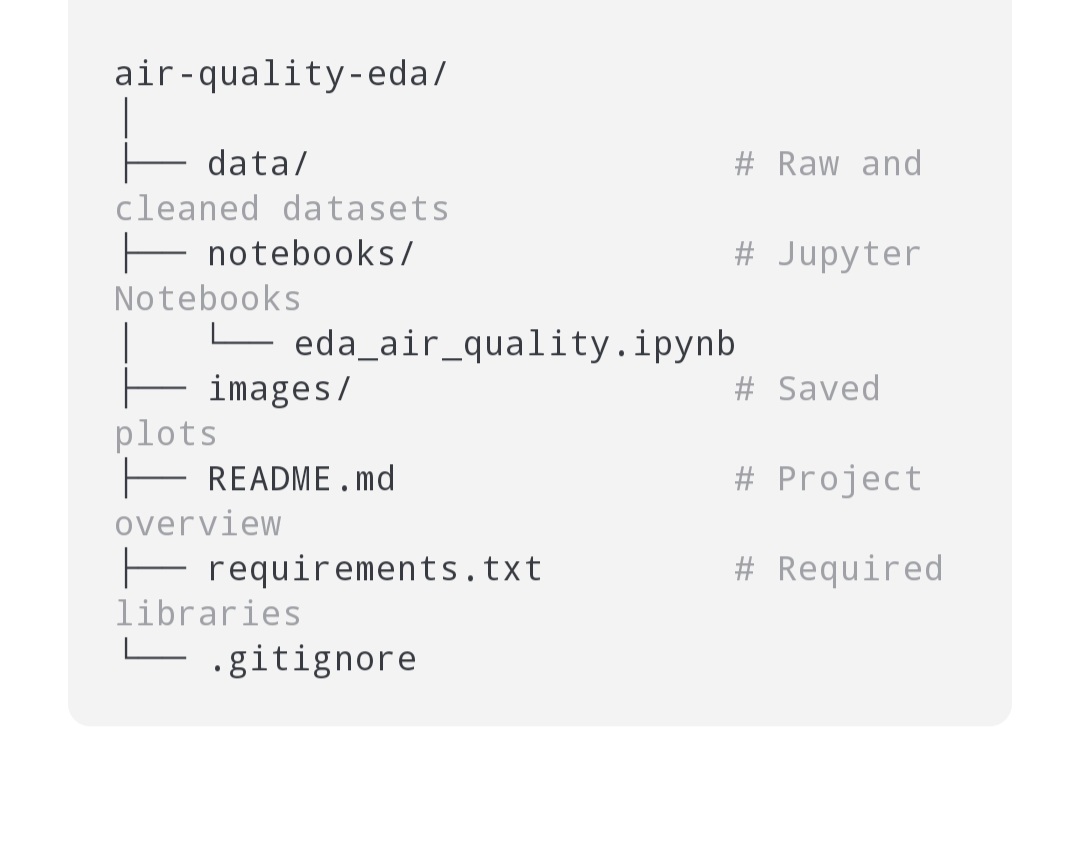 air-quality-eda/
│
├── data/                    # Raw and
cleaned datasets
├── notebooks/               # Jupyter
Notebooks
│   └── eda_air_quality.ipynb
├── images/                  # Saved
plots
├── README.md                # Project
overview
├── requirements.txt         # Required
libraries
└── .gitignore